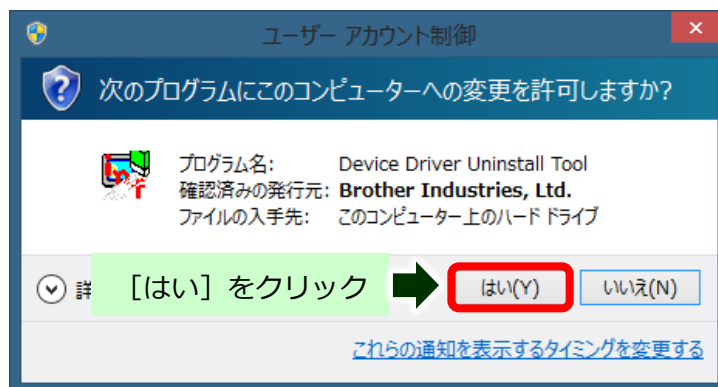 ユーザー アカウント制御
次のプログラムにこのコンピューターへの変更を許可しますか?
プログラム名: Device Driver Uninstall Tool
確認済みの発行元: Brother Industries, Ltd.
ファイルの入手先: このコンピューター上のハード ドライブ
詳
［はい］をクリック
はい(Y)
いいえ(N)
これらの通知を表示するタイミングを変更する